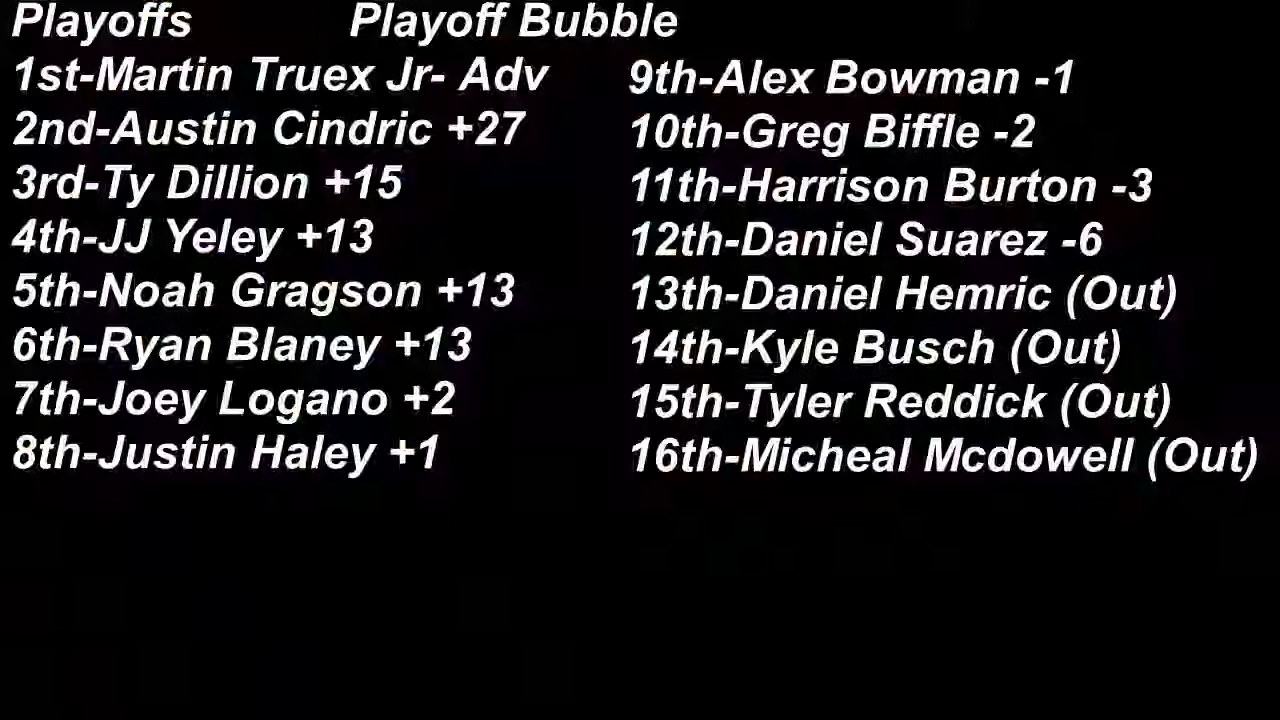 Playoffs Playoff Bubble
1st-Martin Truex Jr- Adv
2nd-Austin Cindric +27
3rd-Ty Dillion +15
4th-JJ Yeley +13
5th-Noah Gragson +13
6th-Ryan Blaney +13
7th-Joey Logano +2
8th-Justin Haley +1
9th-Alex Bowman -1
10th-Greg Biffle -2
11th-Harrison Burton -3
12th-Daniel Suarez -6
13th-Daniel Hemric (Out)
14th-Kyle Busch (Out)
15th-Tyler Reddick (Out)
16th-Micheal Mcdowell (Out)